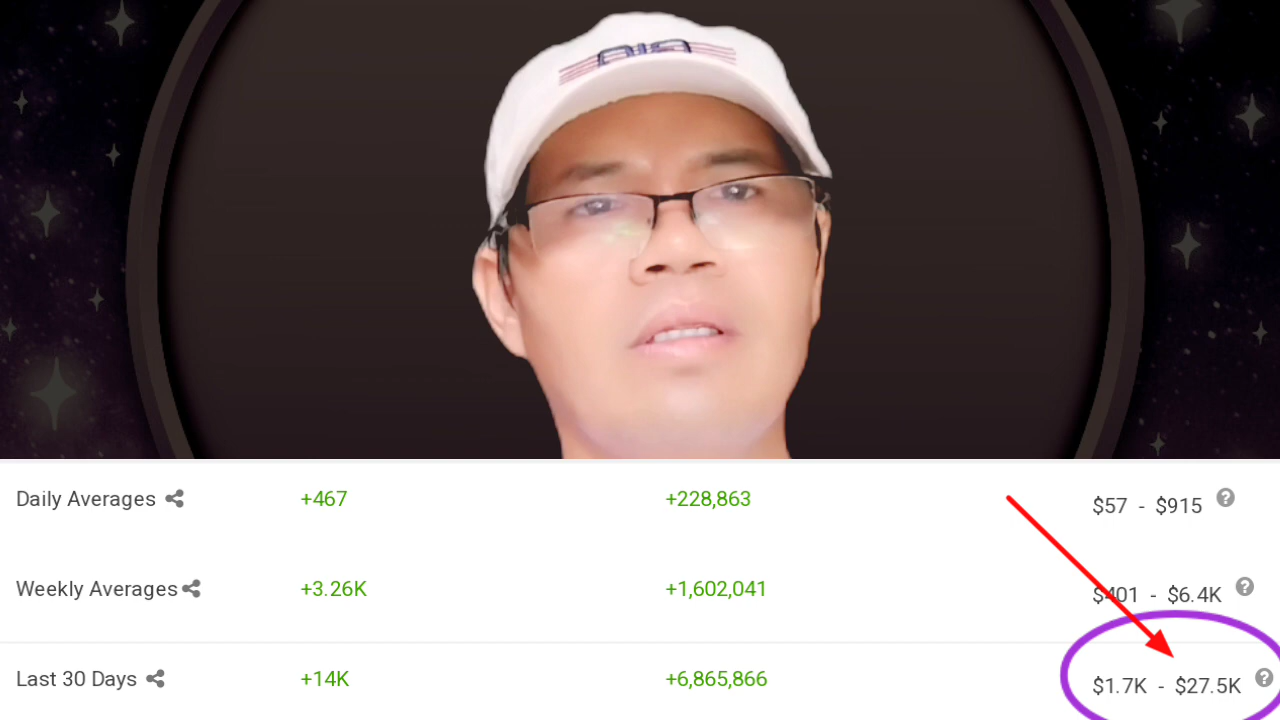 Daily Averages +467 +228,863 $57 - $915
Weekly Averages +3.26K +1,602,041 $401 - $6.4K
Last 30 Days +14K +6,865,866 $1.7K - $27.5K